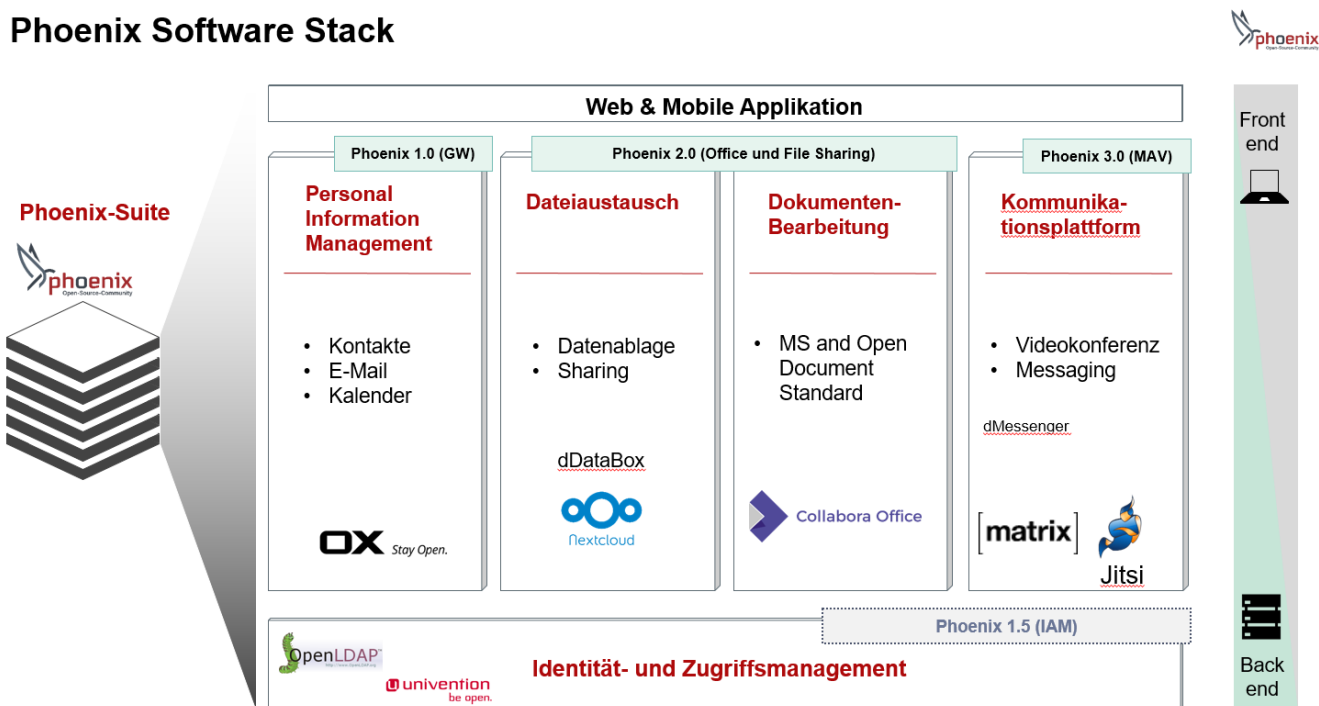 Phoenix Software Stack
phoenix
Open-Source-Community
Web & Mobile Applikation
Front
end
Phoenix-Suite
phoenix
Open-Source-Community
Phoenix 1.0 (GW)
Personal
Information
Management
• Kontakte
• E-Mail
• Kalender
OX Stay Open.
Phoenix 2.0 (Office und File Sharing)
Dateiaustausch
• Datenablage
• Sharing
dDataBox
Nextcloud
Dokumenten-
Bearbeitung
• MS and Open
Document
Standard
Collabora Office
Phoenix 3.0 (MAV)
Kommunika-
tionsplattform
• Videokonferenz
• Messaging
dMessenger
[matrix]
Jitsi
Phoenix 1.5 (IAM)
OpenLDAP
univention
be open.
Identität- und Zugriffsmanagement
Back
end